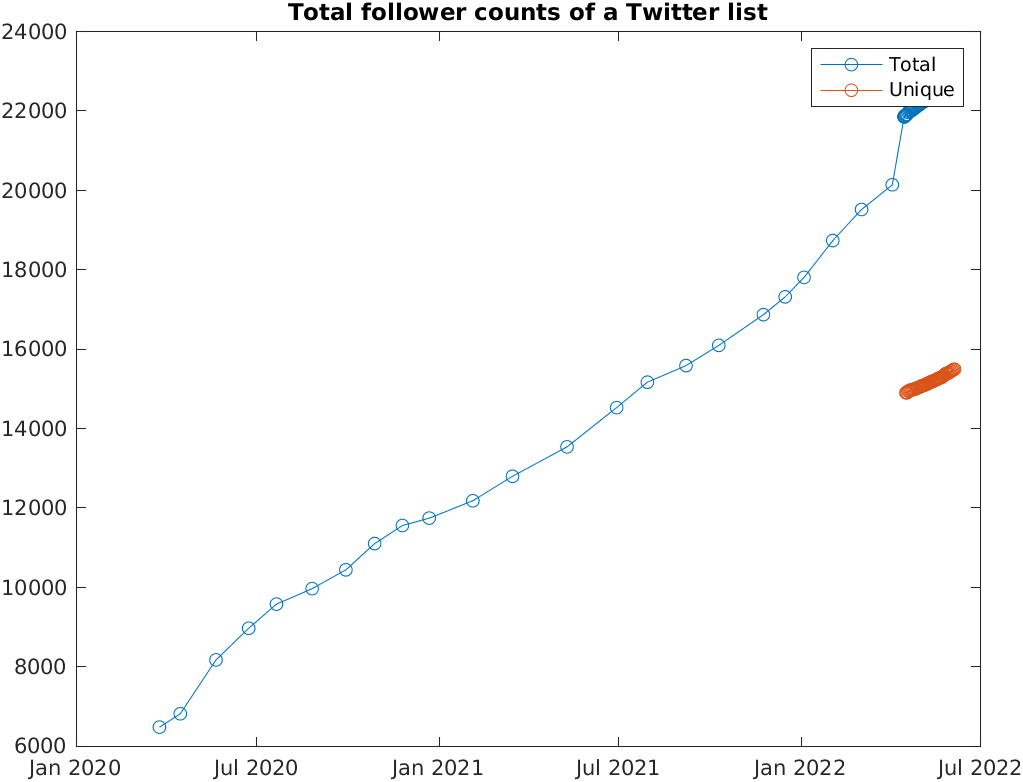 Total follower counts of a Twitter list
24000
22000
20000
18000
16000
14000
12000
10000
8000
6000
Total
Unique
Jan 2020
Jul 2020
Jan 2021
Jul 2021
Jan 2022
Jul 2022